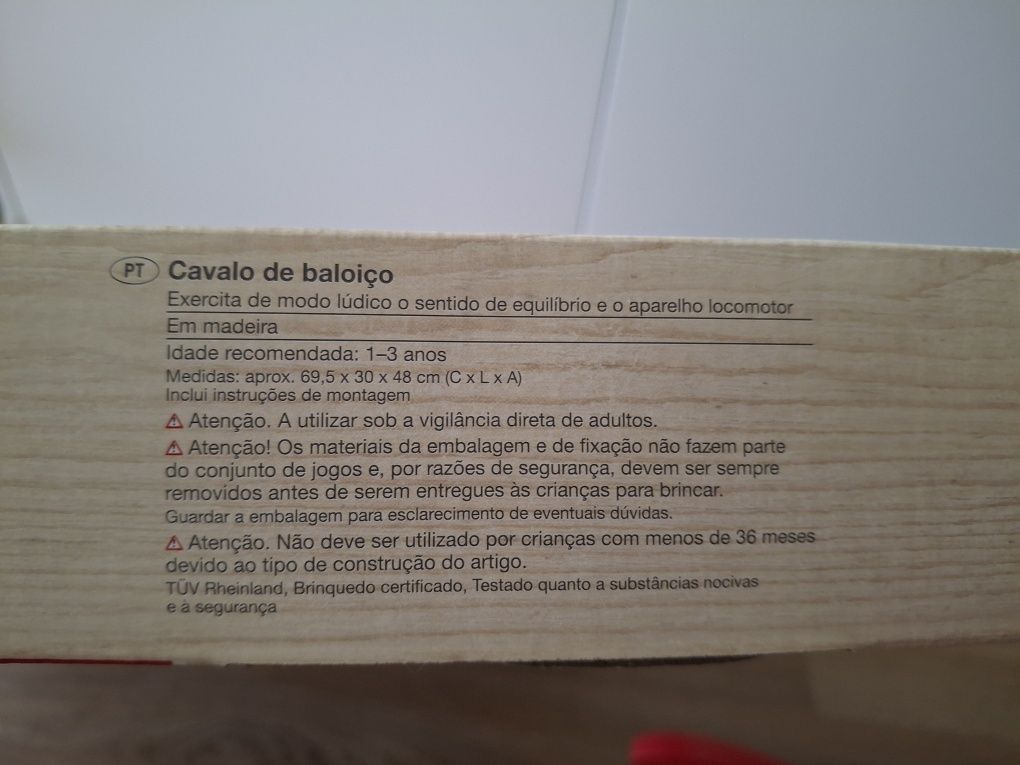 PT Cavalo de baloiço
Exercita de modo lúdico o sentido de equilíbrio e o aparelho locomotor
Em madeira
Idade recomendada: 1–3 anos
Medidas: aprox. 69,5 x 30 x 48 cm (C x L x A)
Inclui instruções de montagem
Atenção. A utilizar sob a vigilância direta de adultos.
Atenção! Os materiais da embalagem e de fixação não fazem parte
do conjunto de jogos e, por razões de segurança, devem ser sempre
removidos antes de serem entregues às crianças para brincar.
Guardar a embalagem para esclarecimento de eventuais dúvidas.
Atenção. Não deve ser utilizado por crianças com menos de 36 meses
devido ao tipo de construção do artigo.
TÜV Rheinland, Brinquedo certificado, Testado quanto a substâncias nocivas
e à segurança